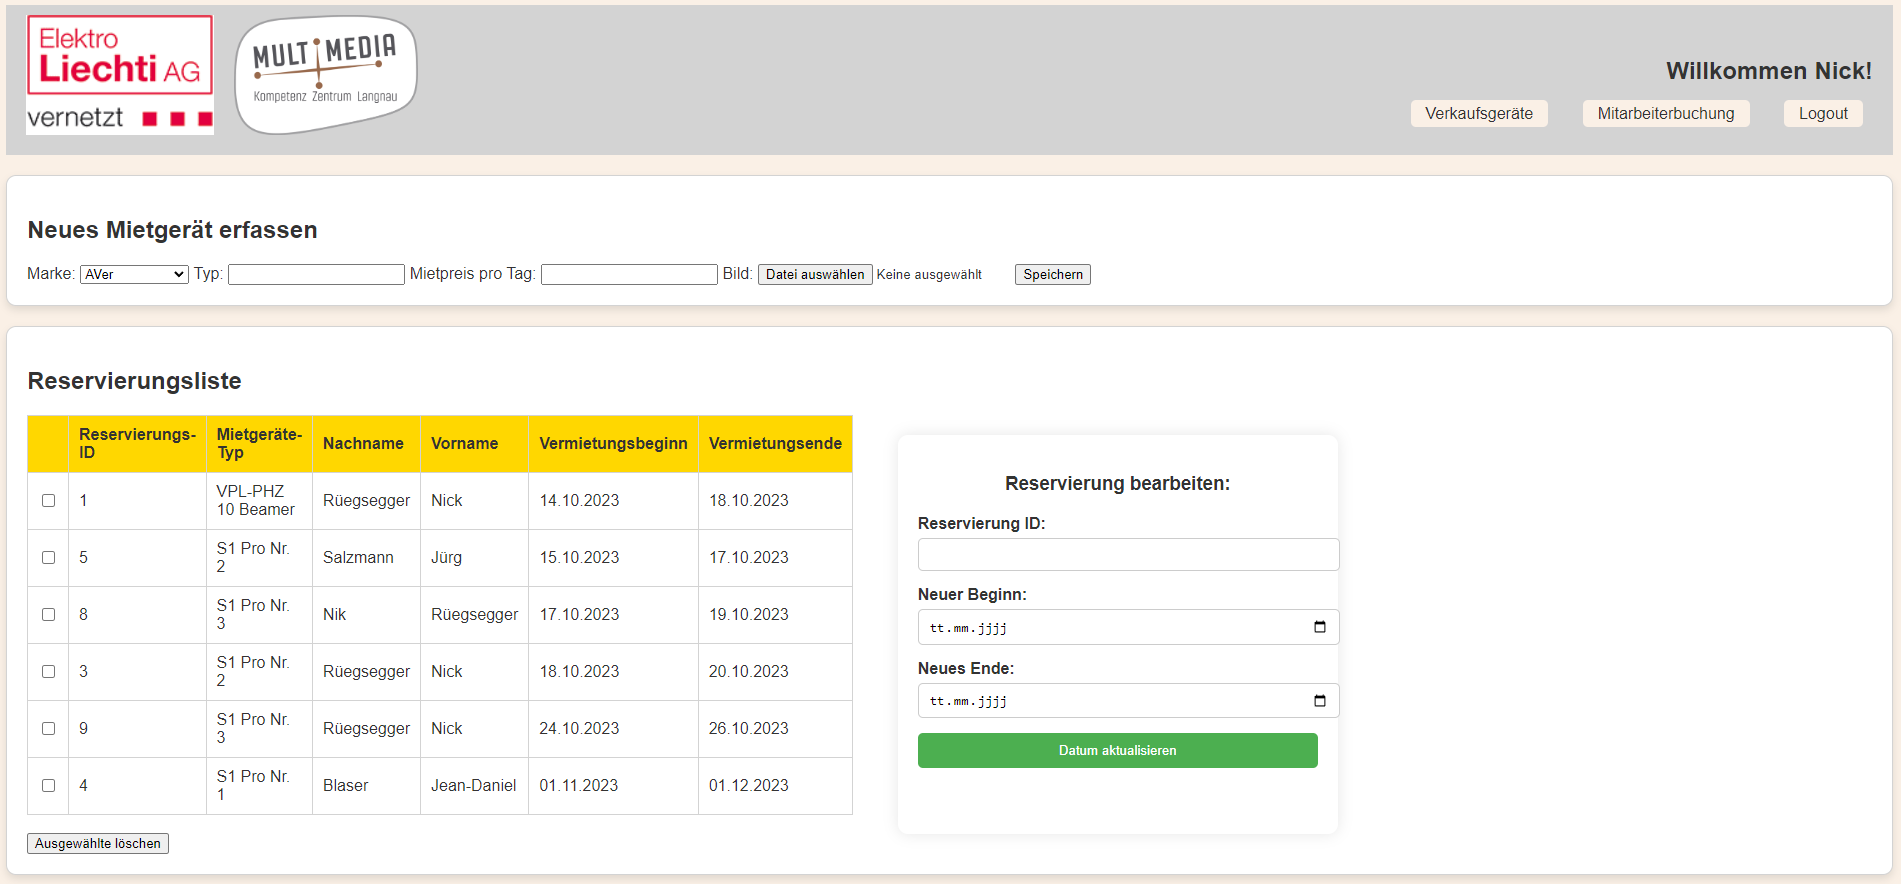 Elektro
Liechti AG
vernetzt
MULTIMEDIA
Kompetenz Zentrum Langnau
Willkommen Nick!
Verkaufsgeräte Mitarbeiterbuchung Logout
Neues Mietgerät erfassen
Marke: AVer Typ: Mietpreis pro Tag: Bild: Datei auswählen Keine ausgewählt Speichern
Reservierungsliste
Reservierungs-ID Mietgeräte-Typ Nachname Vorname Vermietungsbeginn Vermietungsende
1 VPL-PHZ 10 Beamer Rüegsegger Nick 14.10.2023 18.10.2023
5 S1 Pro Nr. 2 Salzmann Jürg 15.10.2023 17.10.2023
8 S1 Pro Nr. 3 Nik Rüegsegger 17.10.2023 19.10.2023
3 S1 Pro Nr. 2 Rüegsegger Nick 18.10.2023 20.10.2023
9 S1 Pro Nr. 3 Rüegsegger Nick 24.10.2023 26.10.2023
4 S1 Pro Nr. 1 Blaser Jean-Daniel 01.11.2023 01.12.2023
Ausgewählte löschen
Reservierung bearbeiten:
Reservierung ID:
Neuer Beginn:
tt.mm.jjjj
Neues Ende:
tt.mm.jjjj
Datum aktualisieren